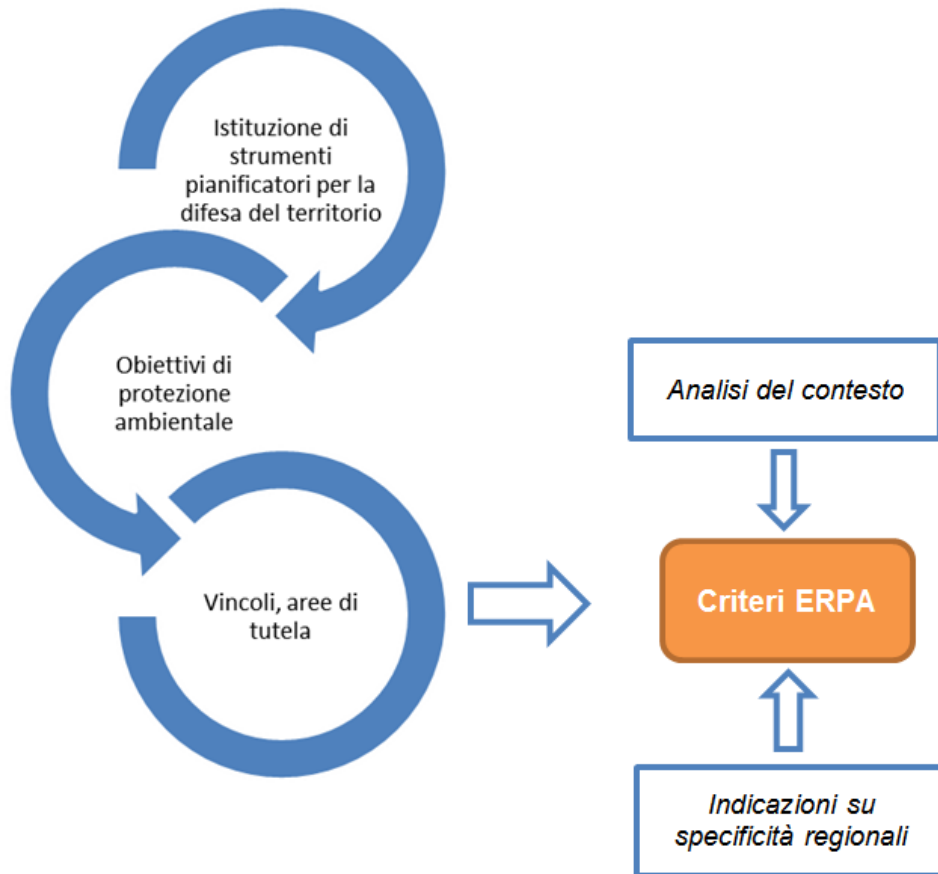 Istituzione di
strumenti
pianificatori per la
difesa del territorio
Obiettivi di
protezione
ambientale
Vincoli, aree di
tutela
Analisi del contesto
Criteri ERPA
Indicazioni su
specificità regionali